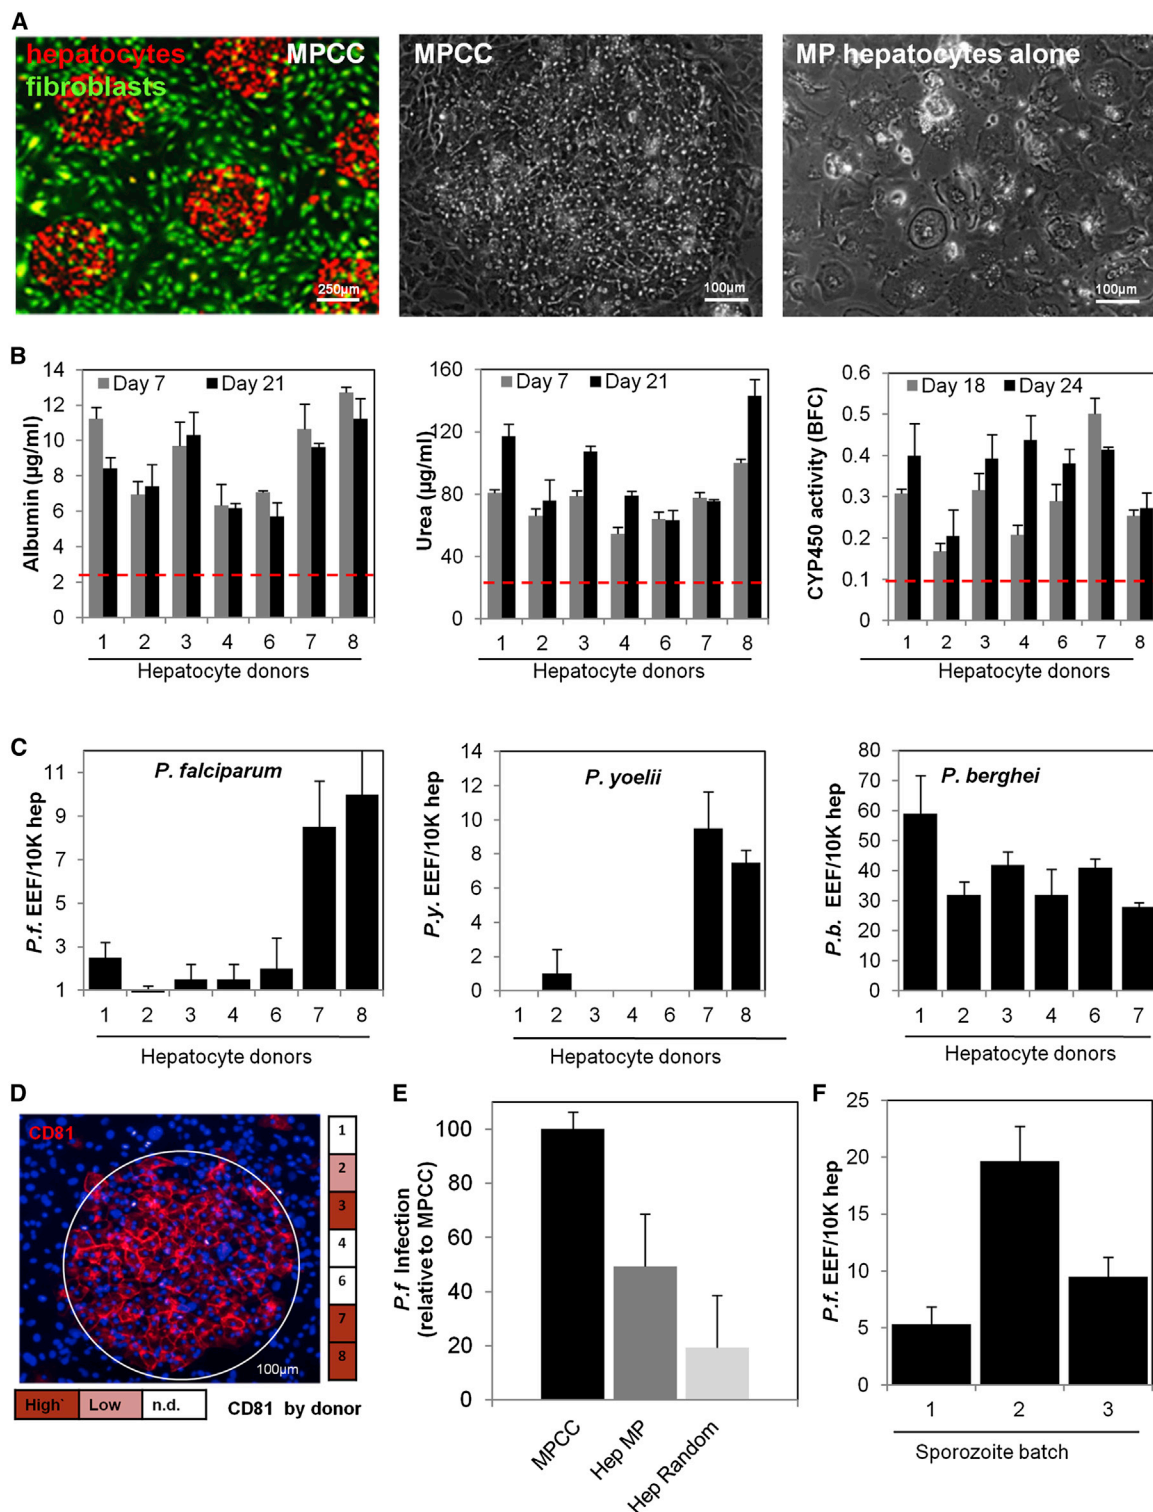 A
hepatocytes
fibroblasts
MPCC
250µm
MPCC
100µm
MP hepatocytes alone
100µm
B
Albumin (µg/ml)
14
12
10
8
6
4
2
0
Day 7
Day 21
1 2 3 4 6 7 8
Hepatocyte donors
Urea (µg/ml)
160
120
80
40
0
Day 7
Day 21
1 2 3 4 6 7 8
Hepatocyte donors
CYP450 activity (BFC)
0.6
0.5
0.4
0.3
0.2
0.1
0
Day 18
Day 24
1 2 3 4 6 7 8
Hepatocyte donors
C
P.f. EEF/10K hep
11
9
7
5
3
1
P. falciparum
1 2 3 4 6 7 8
Hepatocyte donors
P.y. EEF/10K hep
14
12
10
8
6
4
2
0
P. yoelii
1 2 3 4 6 7 8
Hepatocyte donors
P.b. EEF/10K hep
80
70
60
50
40
30
20
10
0
P. berghei
1 2 3 4 6 7
Hepatocyte donors
D
CD81
100µm
1
2
3
4
6
7
8
High` Low n.d.
CD81 by donor
E
P.f Infection
(relative to MPCC)
100
80
60
40
20
0
MPCC
Hep MP
Hep Random
F
P.f. EEF/10K hep
25
20
15
10
5
0
1 2 3
Sporozoite batch